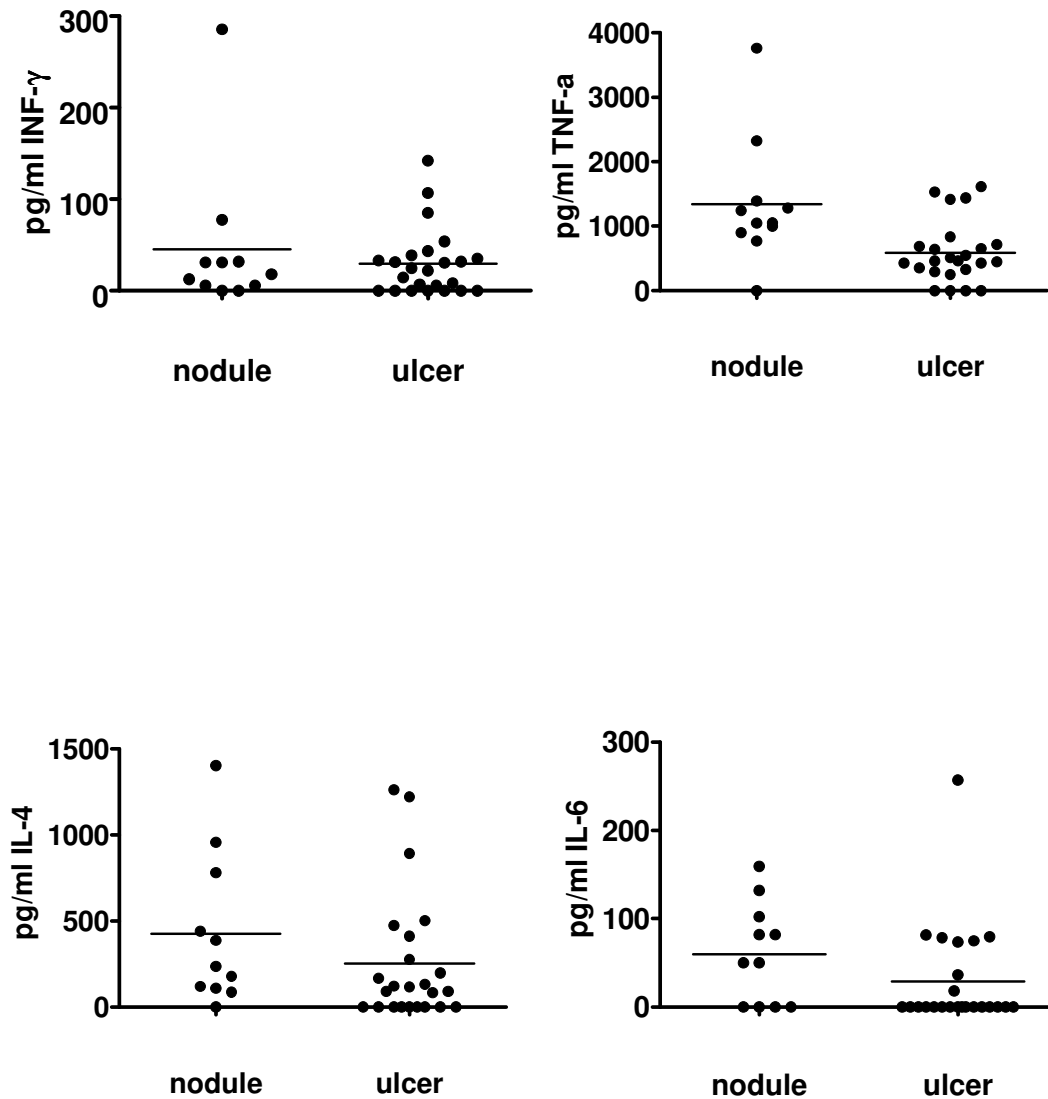 pg/ml INF-γ
300
200
100
0
nodule ulcer
pg/ml TNF-a
4000
3000
2000
1000
0
nodule ulcer
pg/ml IL-4
1500
1000
500
0
nodule ulcer
pg/ml IL-6
300
200
100
0
nodule ulcer